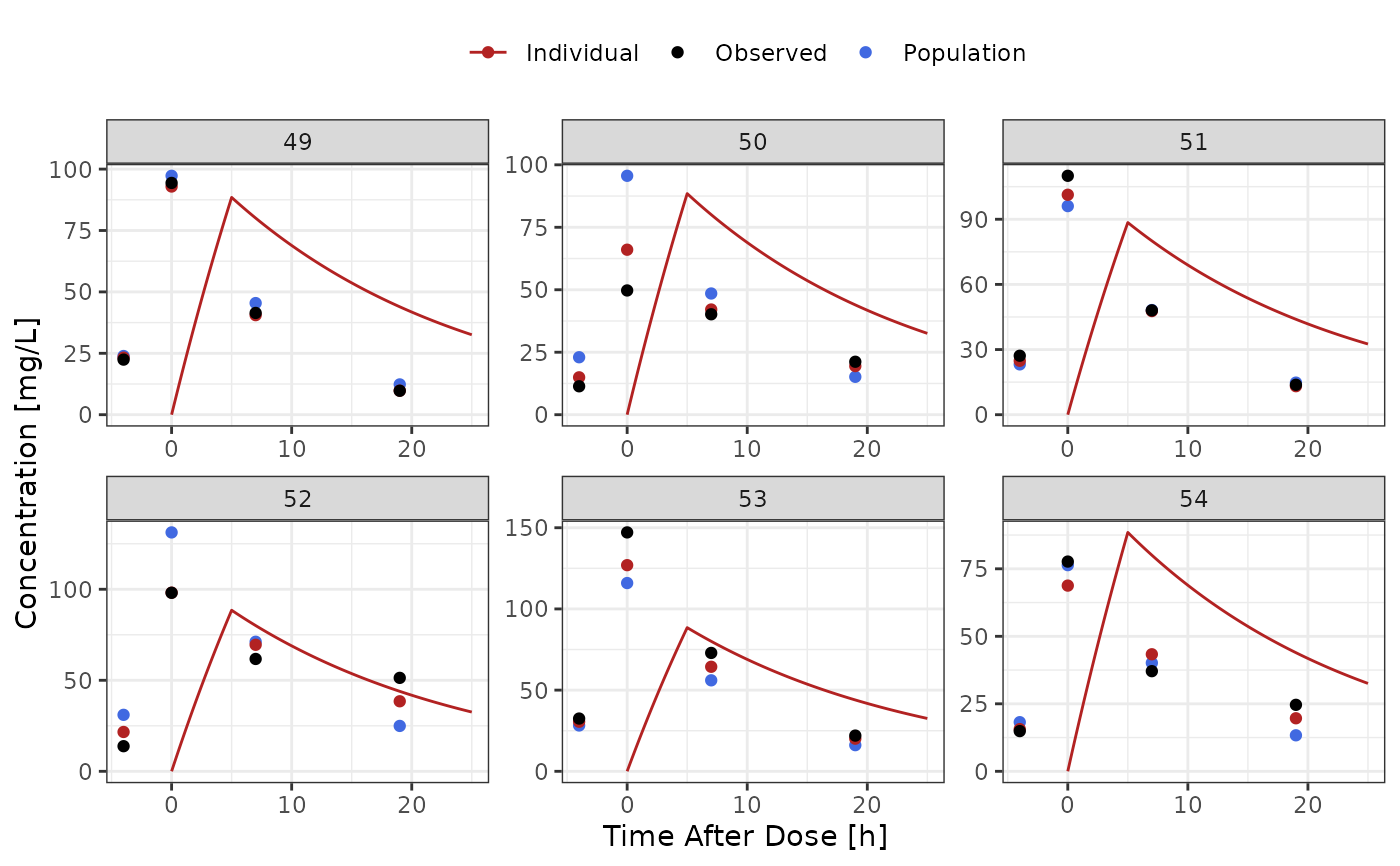 Individual Observed Population
49 50 51
100 100
75 75 90
50 50 60
25 25 30
0 0 0
0 10 20 0 10 20 0 10 20
52 53 54
150
100 100 75
50 50 50
25
0 0 0
0 10 20 0 10 20 0 10 20
Concentration [mg/L]
Time After Dose [h]